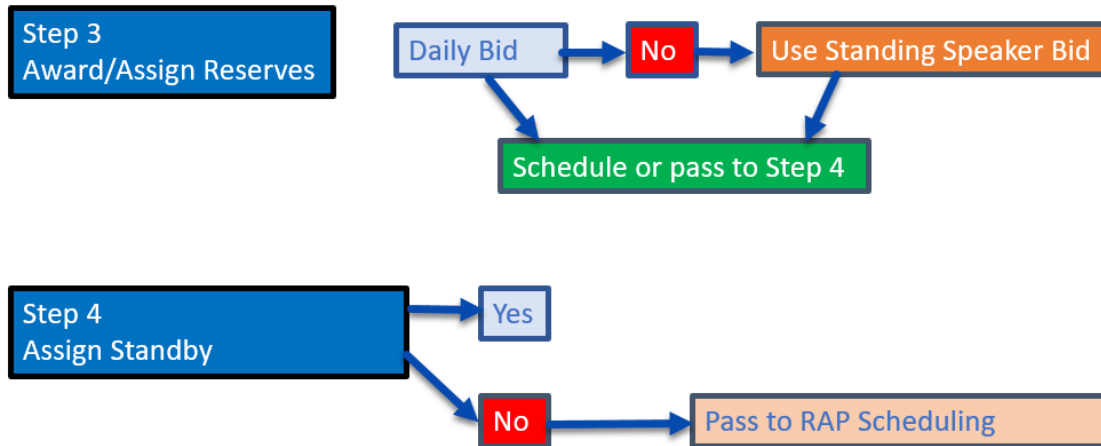 Step 3
Award/Assign Reserves
Daily Bid
No
Use Standing Speaker Bid
Schedule or pass to Step 4
Step 4
Assign Standby
Yes
No
Pass to RAP Scheduling